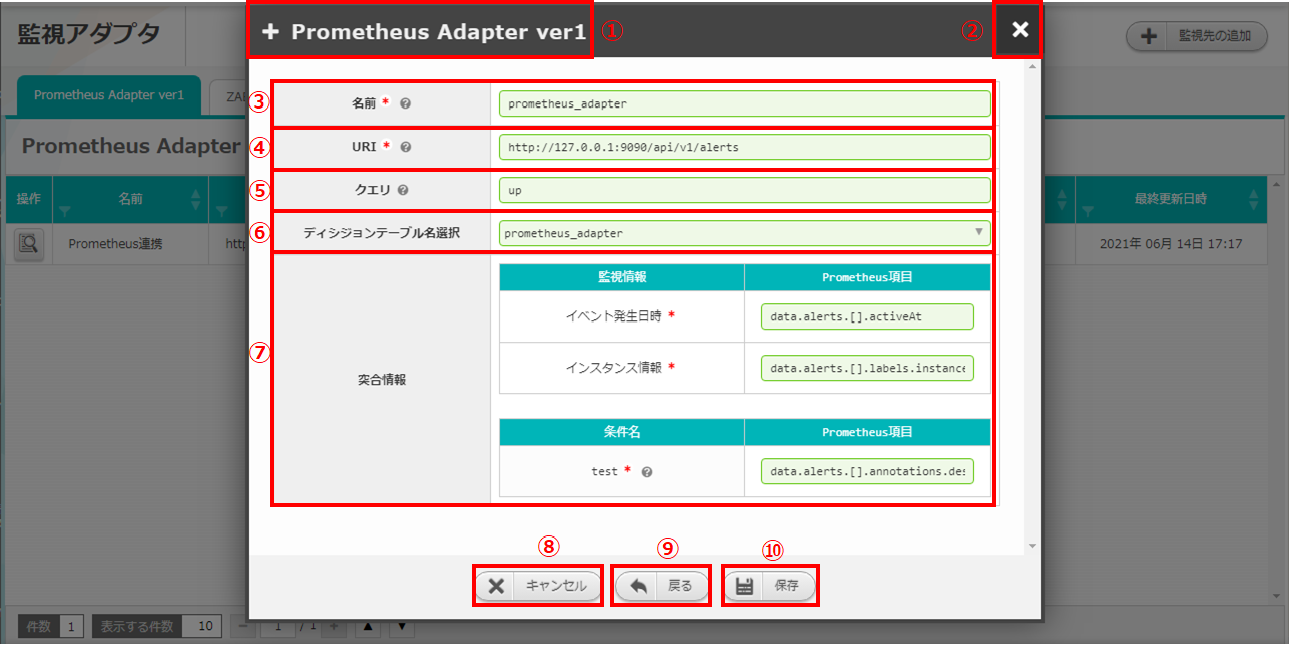 監視アダプタ
+ Prometheus Adapter ver1
①
②
×
監視先の追加
Prometheus Adapter ver1
Prometheus Adapter
操作
名前
最終更新日時
Prometheus連携
2021年 06月 14日 17:17
③
名前 *
prometheus_adapter
④
URI *
http://127.0.0.1:9090/api/v1/alerts
⑤
クエリ
up
⑥
ディシジョンテーブル名選択
prometheus_adapter
⑦
突合情報
監視情報
Prometheus項目
イベント発生日時 *
data.alerts.[].activeAt
インスタンス情報 *
data.alerts.[].labels.instance
条件名
Prometheus項目
test *
data.alerts.[].annotations.des
⑧
⑨
⑩
キャンセル
戻る
保存
件数 1
表示する件数 10
1 / 1